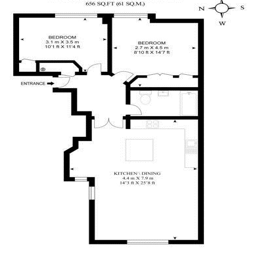 656 SQ.FT (61 SQ.M.)
N
S
E
W
BEDROOM
3.1 m X 3.5 m
10'1 8 X 11'4 ft
BEDROOM
2.7 m X 4.5 m
8'10 ft X 14'7 ft
ENTRANCE
KITCHEN / DINING
4.4 m X 7.9 m
14'3 ft X 25'8 ft